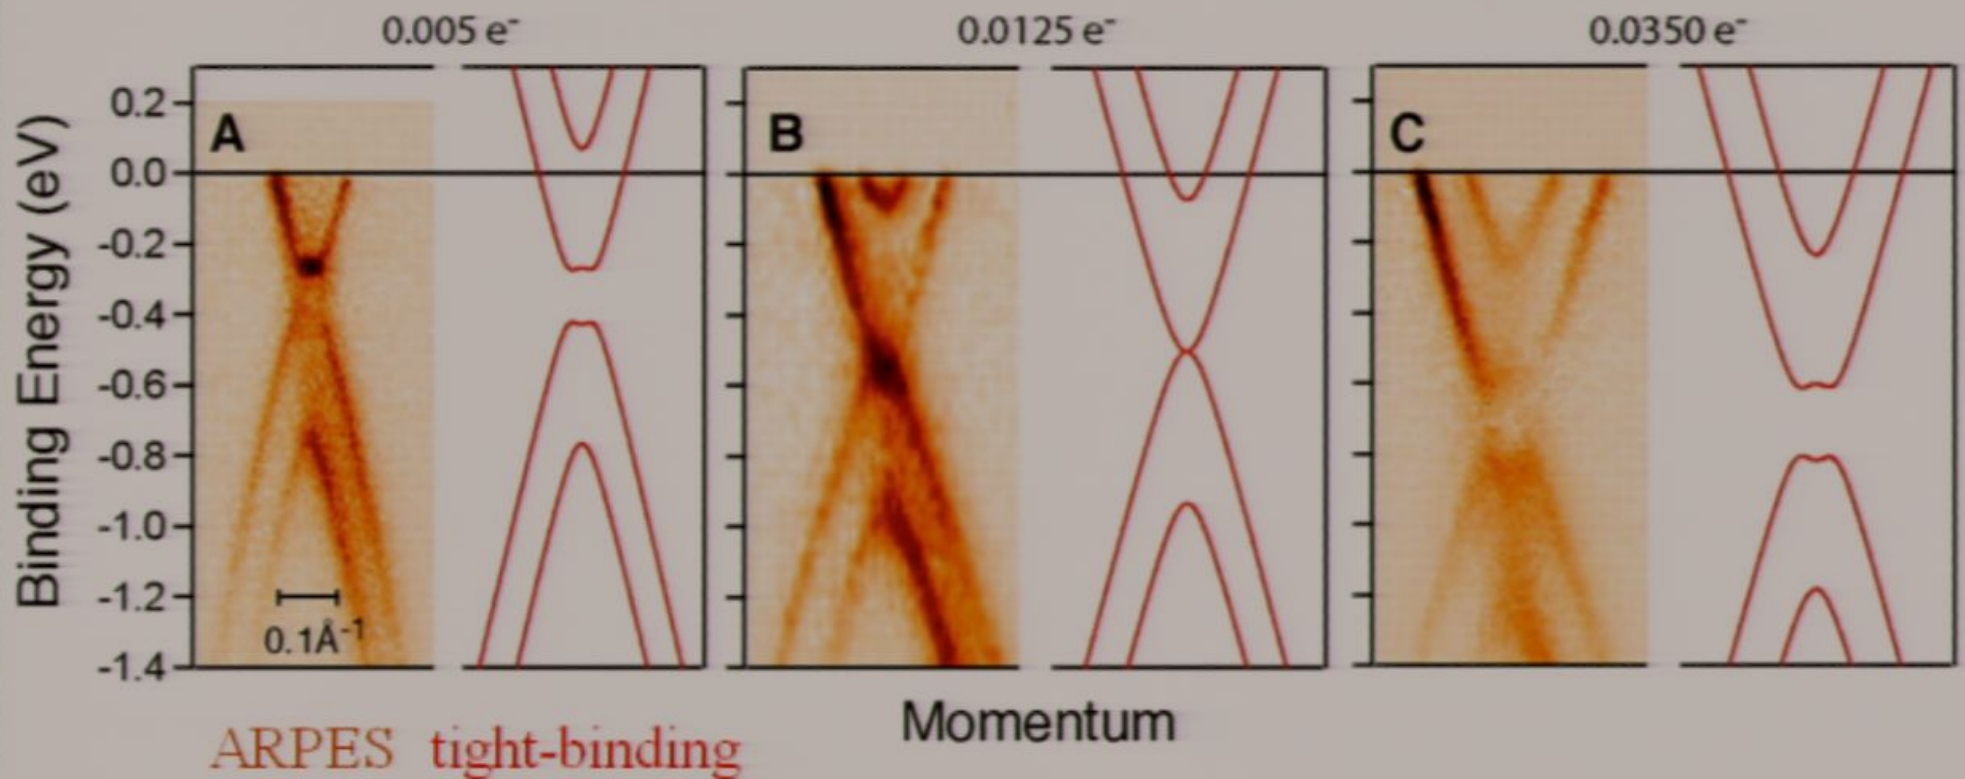 0.005 e⁻
0.0125 e⁻
0.0350 e⁻
A
B
C
Binding Energy (eV)
0.2
0.0
-0.2
-0.4
-0.6
-0.8
-1.0
-1.2
-1.4
0.1Å⁻¹
Momentum
ARPES tight-binding